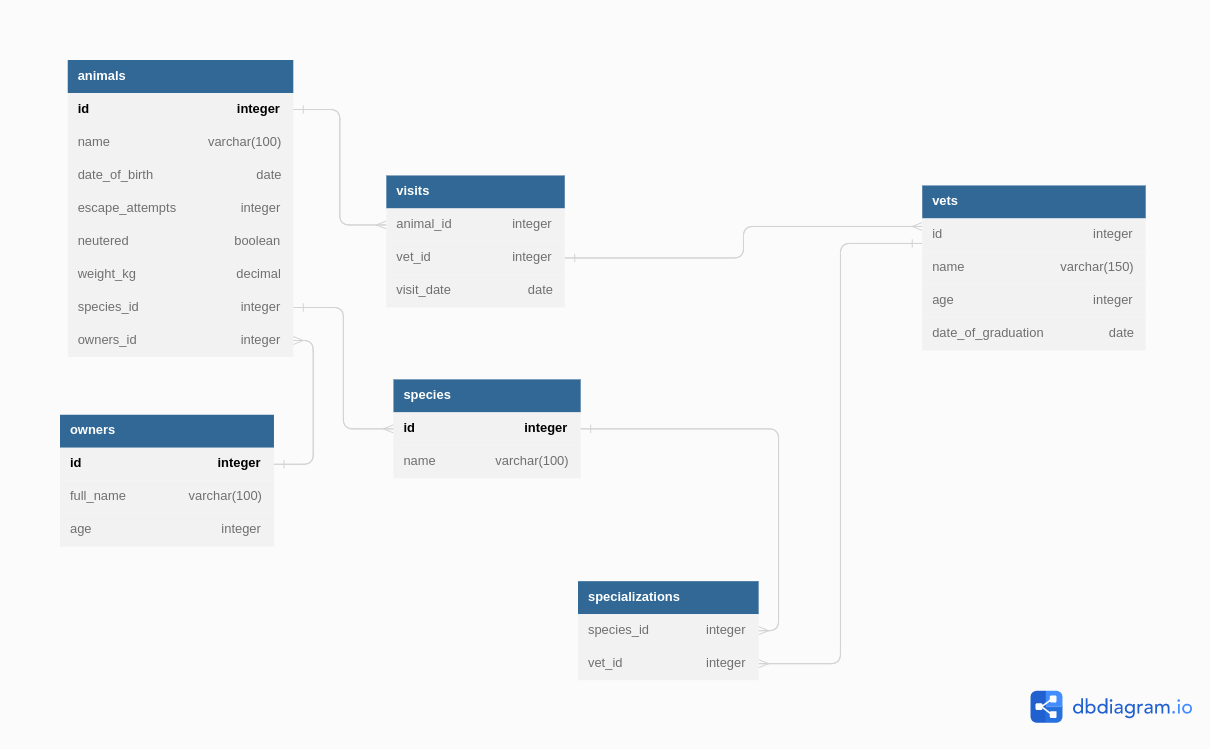 animals
id integer
name varchar(100)
date_of_birth date
escape_attempts integer
neutered boolean
weight_kg decimal
species_id integer
owners_id integer
visits
animal_id integer
vet_id integer
visit_date date
vets
id integer
name varchar(150)
age integer
date_of_graduation date
species
id integer
name varchar(100)
owners
id integer
full_name varchar(100)
age integer
specializations
species_id integer
vet_id integer
dbdiagram.io